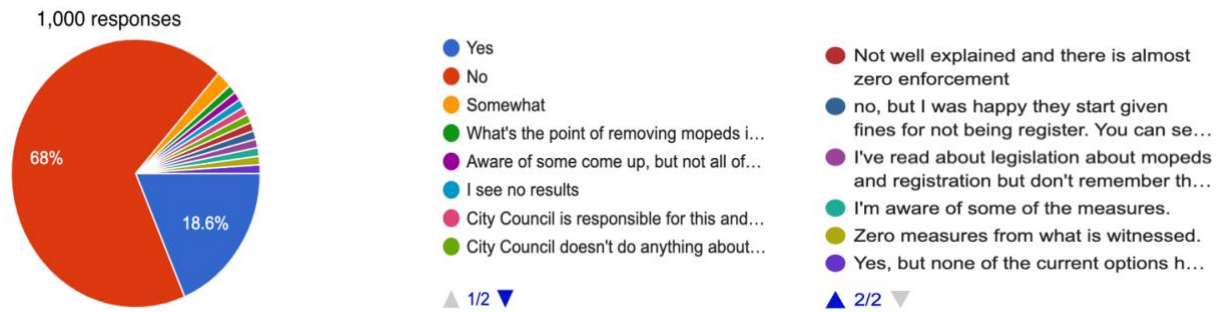 1,000 responses
68%
18.6%
Yes
No
Somewhat
What's the point of removing mopeds i...
Aware of some come up, but not all of...
I see no results
City Council is responsible for this and...
City Council doesn't do anything about...
1/2
Not well explained and there is almost
zero enforcement
no, but I was happy they start given
fines for not being register. You can se...
I've read about legislation about mopeds
and registration but don't remember th...
I'm aware of some of the measures.
Zero measures from what is witnessed.
Yes, but none of the current options h...
2/2